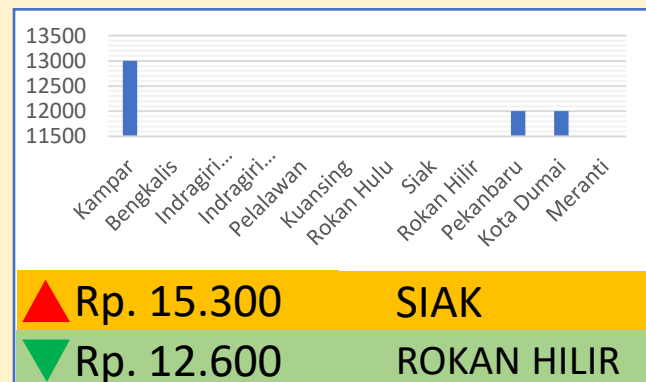 13500
13000
12500
12000
11500
Kampar
Bengkalis
Indragiri...
Indragiri...
Pelalawan
Kuansing
Rokan Hulu
Siak
Rokan Hilir
Pekanbaru
Kota Dumai
Meranti
Rp. 15.300 SIAK
Rp. 12.600 ROKAN HILIR